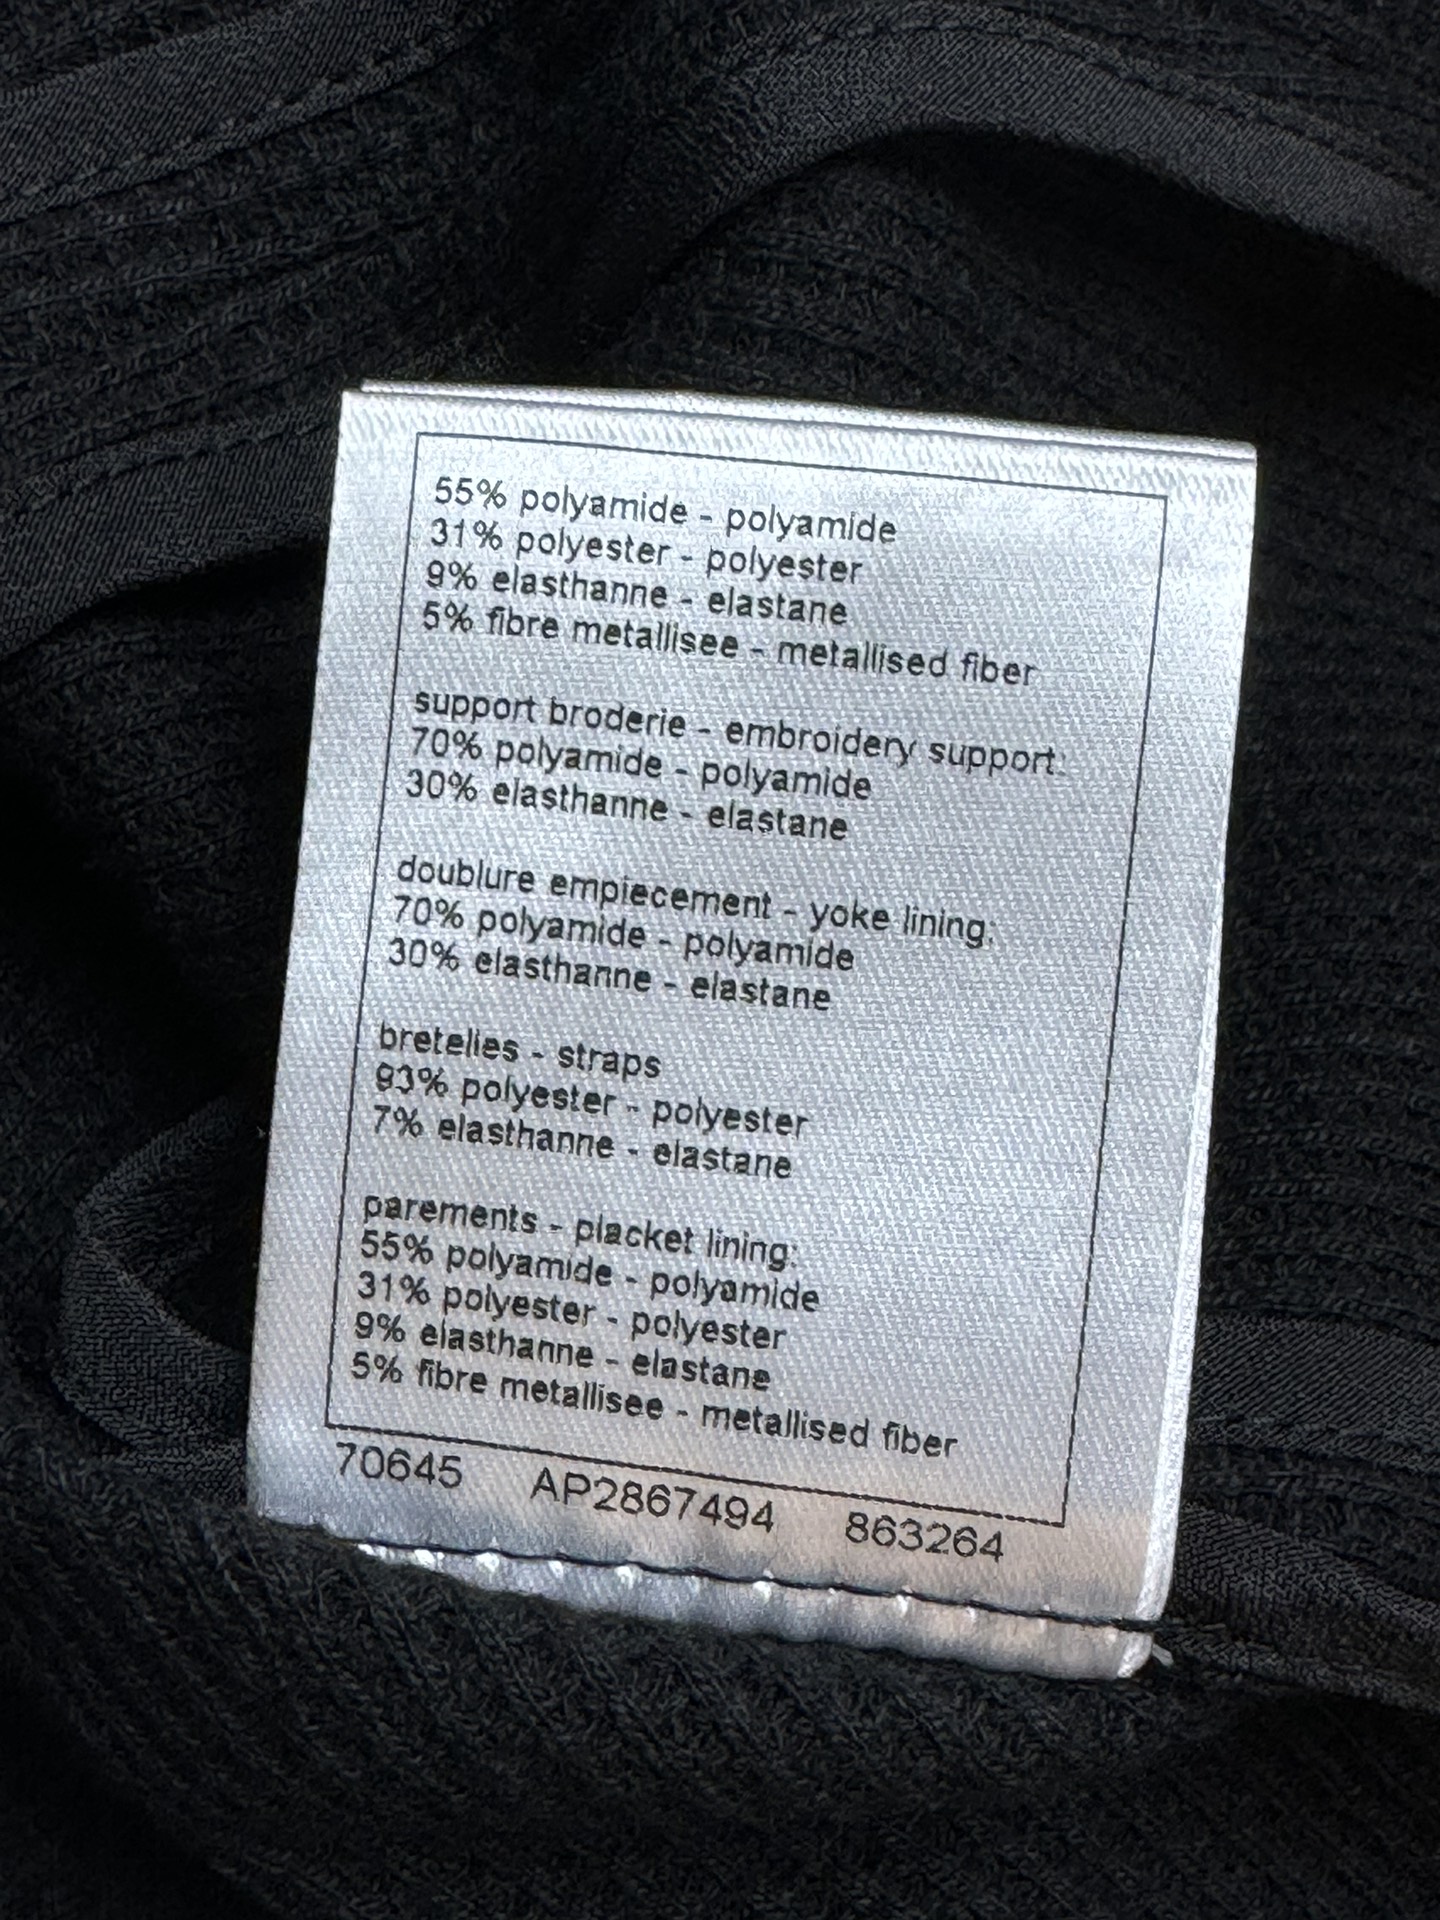 55% polyamide - polyamide
31% polyester - polyester
9% elasthanne - elastane
5% fibre metallisee - metallised fiber
support broderie - embroidery support:
70% polyamide - polyamide
30% elasthanne - elastane
doublure empiecement - yoke lining:
70% polyamide - polyamide
30% elasthanne - elastane
bretelles - straps
93% polyester - polyester
7% elasthanne - elastane
parements - placket lining:
55% polyamide - polyamide
31% polyester - polyester
9% elasthanne - elastane
5% fibre metallisee - metallised fiber
70645 AP2867494 863264